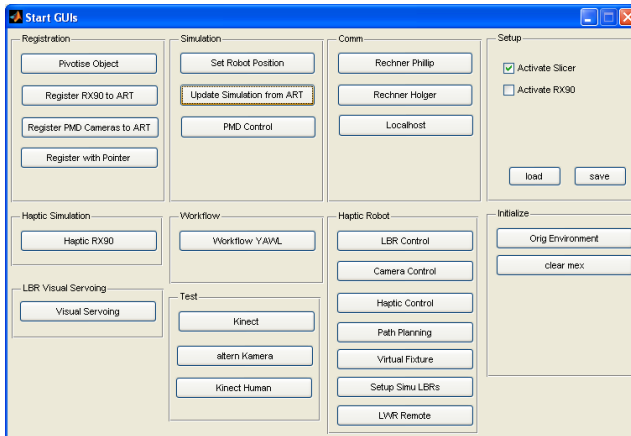 Start GUIs
Registration
Pivotise Object
Register RX90 to ART
Register PMD Cameras to ART
Register with Pointer
Simulation
Set Robot Position
Update Simulation from ART
PMD Control
Comm
Rechner Phillip
Rechner Holger
Localhost
Setup
Activate Slicer
Activate RX90
load
save
Haptic Simulation
Haptic RX90
Workflow
Workflow YAWL
Haptic Robot
LBR Control
Camera Control
Haptic Control
Path Planning
Virtual Fixture
Setup Simu LBRs
LWR Remote
Initialize
Orig Environment
clear mex
LBR Visual Servoing
Visual Servoing
Test
Kinect
altern Kamera
Kinect Human